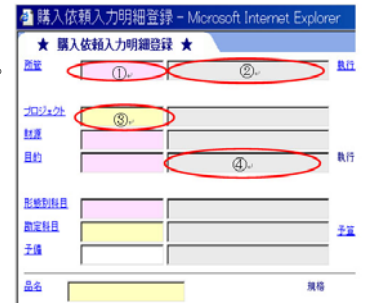 購入依頼入力明細登録 - Microsoft Internet Explorer
★ 購入依頼入力明細登録 ★
所管 ① ② 執行
プロジェクト ③
財源
目的 ④ 執行
形態別科目
勘定科目 予算
予備
品名 規格